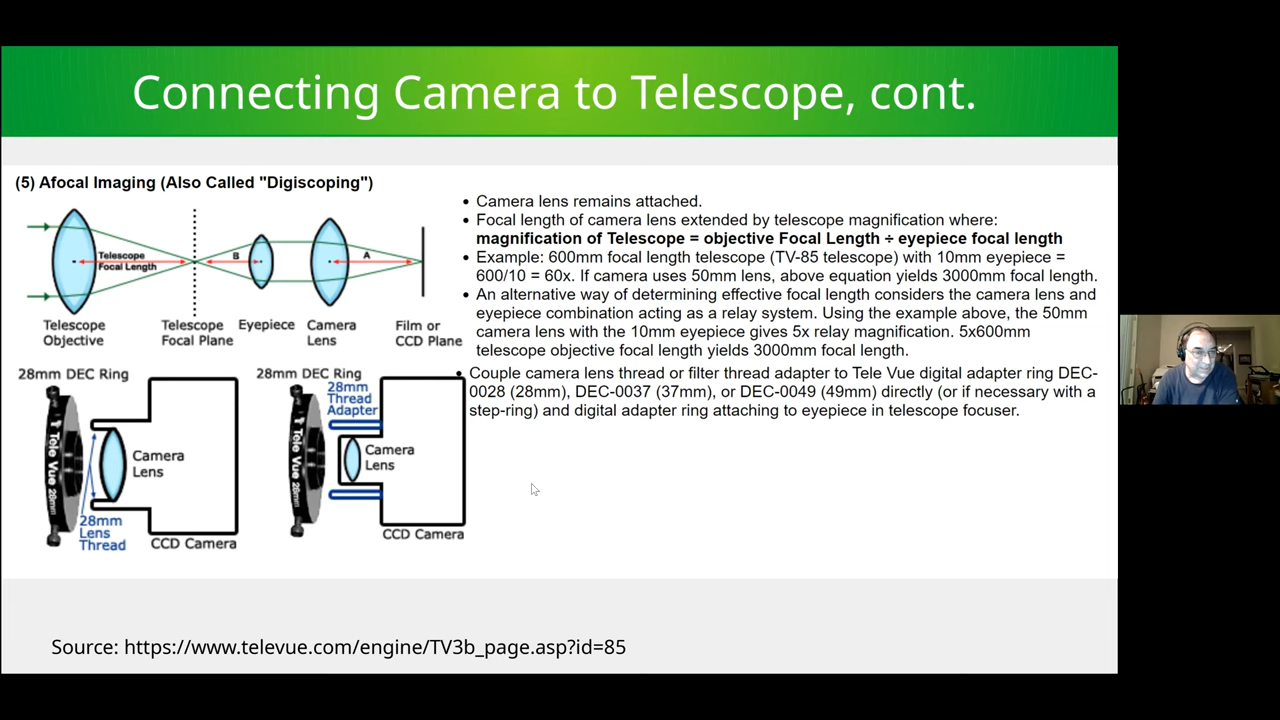 Connecting Camera to Telescope, cont.
(5) Afocal Imaging (Also Called "Digiscoping")
Telescope
Focal Length
B
A
Telescope
Objective
Telescope
Focal Plane
Eyepiece
Camera
Lens
Film or
CCD Plane
28mm DEC Ring
Tele Vue 28mm
Camera
Lens
28mm
Lens
Thread
CCD Camera
28mm DEC Ring
28mm
Thread
Adapter
Tele Vue 28mm
Camera
Lens
CCD Camera
• Camera lens remains attached.
• Focal length of camera lens extended by telescope magnification where:
magnification of Telescope = objective Focal Length ÷ eyepiece focal length
• Example: 600mm focal length telescope (TV-85 telescope) with 10mm eyepiece =
600/10 = 60x. If camera uses 50mm lens, above equation yields 3000mm focal length.
• An alternative way of determining effective focal length considers the camera lens and
eyepiece combination acting as a relay system. Using the example above, the 50mm
camera lens with the 10mm eyepiece gives 5x relay magnification. 5x600mm
telescope objective focal length yields 3000mm focal length.
• Couple camera lens thread or filter thread adapter to Tele Vue digital adapter ring DEC-
0028 (28mm), DEC-0037 (37mm), or DEC-0049 (49mm) directly (or if necessary with a
step-ring) and digital adapter ring attaching to eyepiece in telescope focuser.
Source: https://www.televue.com/engine/TV3b_page.asp?id=85